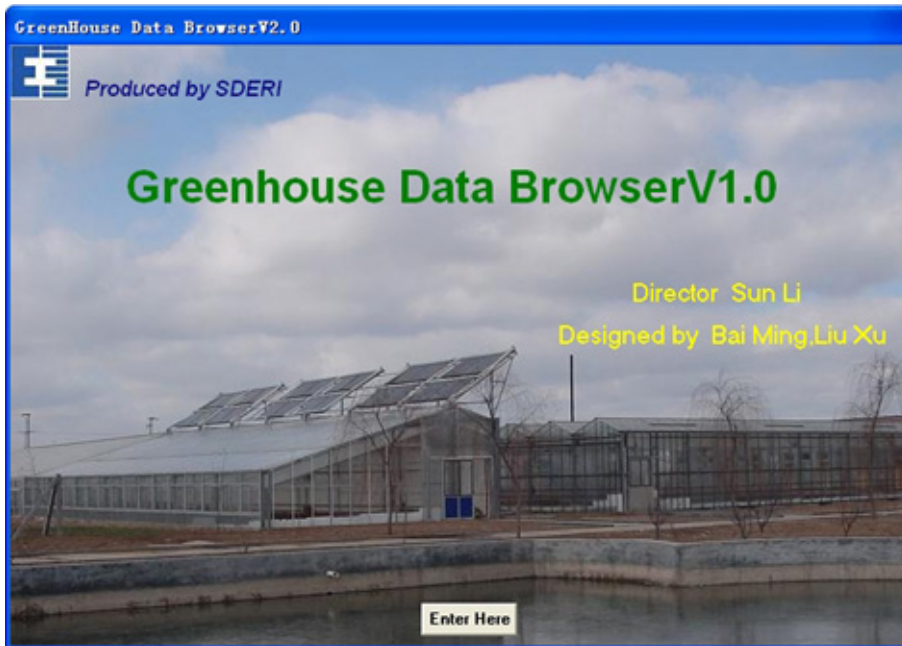 GreenHouse Data BrowserV2.0
Produced by SDERI
Greenhouse Data BrowserV1.0
Director Sun Li
Designed by Bai Ming,Liu Xu
Enter Here